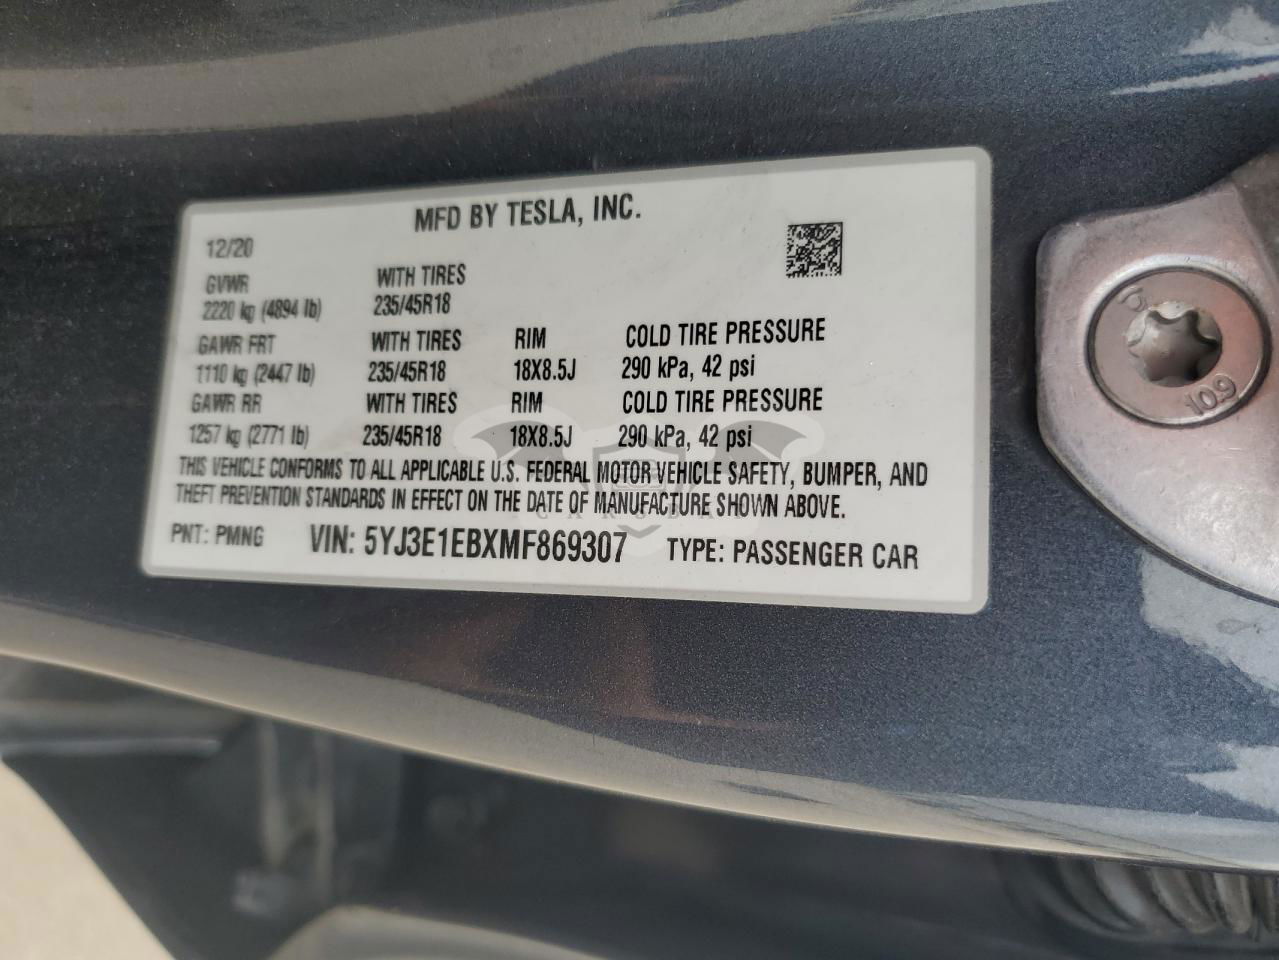 MFD BY TESLA, INC.
12/20
GVWR WITH TIRES
2220 kg (4894 lb) 235/45R18
GAWR FRT WITH TIRES RIM COLD TIRE PRESSURE
1110 kg (2447 lb) 235/45R18 18X8.5J 290 kPa, 42 psi
GAWR RR WITH TIRES RIM COLD TIRE PRESSURE
1257 kg (2771 lb) 235/45R18 18X8.5J 290 kPa, 42 psi
THIS VEHICLE CONFORMS TO ALL APPLICABLE U.S. FEDERAL MOTOR VEHICLE SAFETY, BUMPER, AND
THEFT PREVENTION STANDARDS IN EFFECT ON THE DATE OF MANUFACTURE SHOWN ABOVE.
PNT: PMNG VIN: 5YJ3E1EBXMF869307 TYPE: PASSENGER CAR
10.9